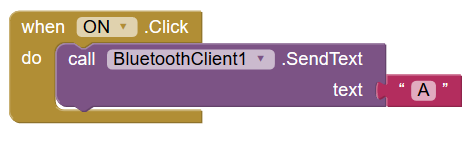 when ON .Click
do call BluetoothClient1 .SendText
text “ A ”